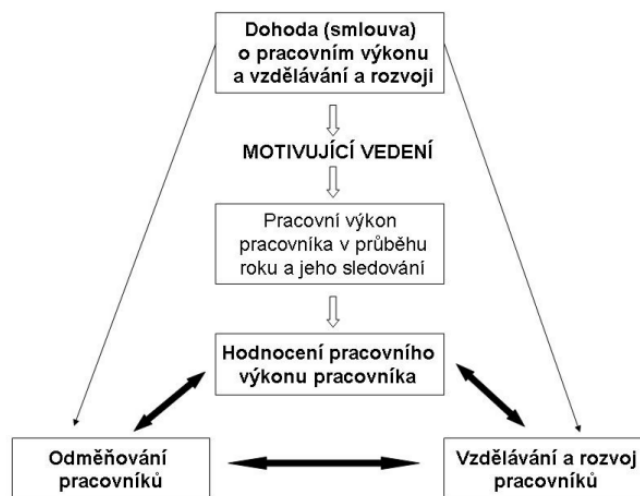 Dohoda (smlouva)
o pracovním výkonu
a vzdělávání a rozvoji
MOTIVUJÍCÍ VEDENÍ
Pracovní výkon
pracovníka v průběhu
roku a jeho sledování
Hodnocení pracovního
výkonu pracovníka
Odměňování
pracovníků
Vzdělávání a rozvoj
pracovníků